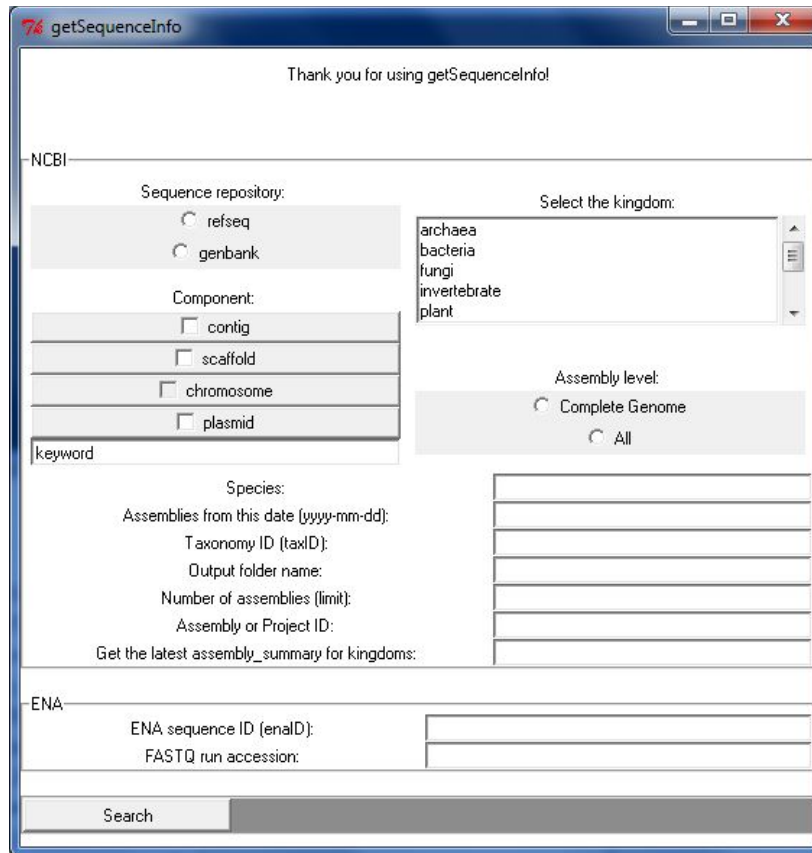 getSequenceInfo
Thank you for using getSequenceInfo!
NCBI
Sequence repository:
refseq
genbank
Component:
contig
scaffold
chromosome
plasmid
keyword
Select the kingdom:
archaea
bacteria
fungi
invertebrate
plant
Assembly level:
Complete Genome
All
Species:
Assemblies from this date (yyyy-mm-dd):
Taxonomy ID (taxID):
Output folder name:
Number of assemblies (limit):
Assembly or Project ID:
Get the latest assembly_summary for kingdoms:
ENA
ENA sequence ID (enaID):
FASTQ run accession:
Search